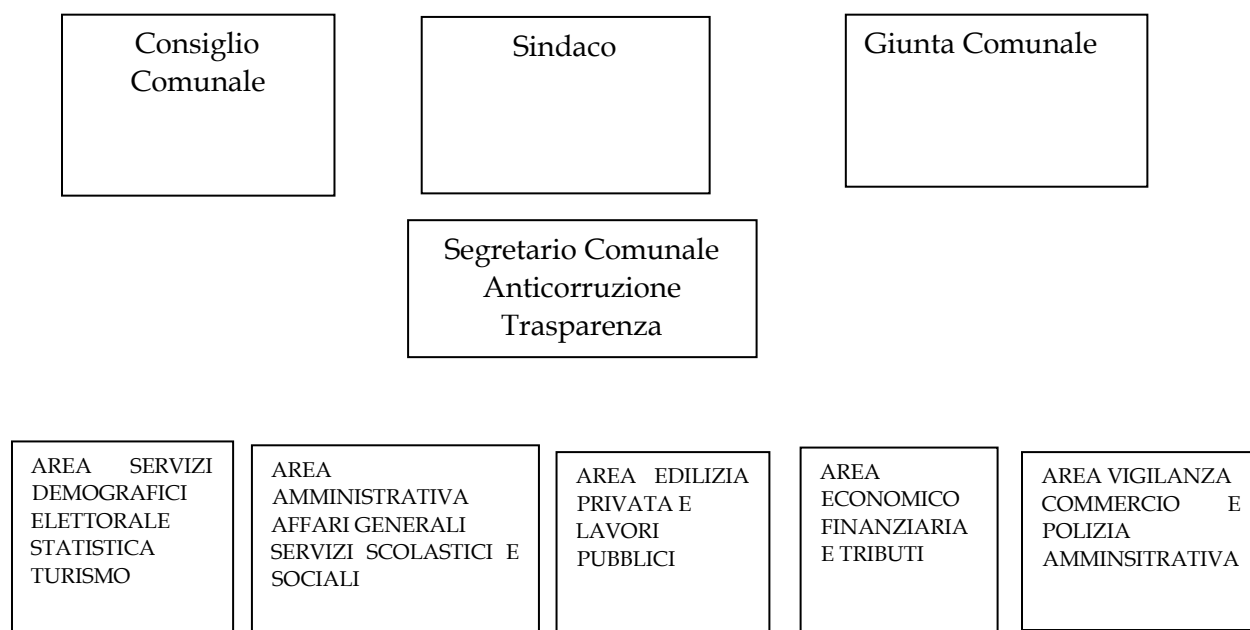 Consiglio
Comunale
Sindaco
Giunta Comunale
Segretario Comunale
Anticorruzione
Trasparenza
AREA SERVIZI
DEMOGRAFICI
ELETTORALE
STATISTICA
TURISMO
AREA
AMMINISTRATIVA
AFFARI GENERALI
SERVIZI SCOLASTICI E
SOCIALI
AREA EDILIZIA
PRIVATA E
LAVORI
PUBBLICI
AREA
ECONOMICO
FINANZIARIA
E TRIBUTI
AREA VIGILANZA
COMMERCIO E
POLIZIA
AMMINSITRATIVA